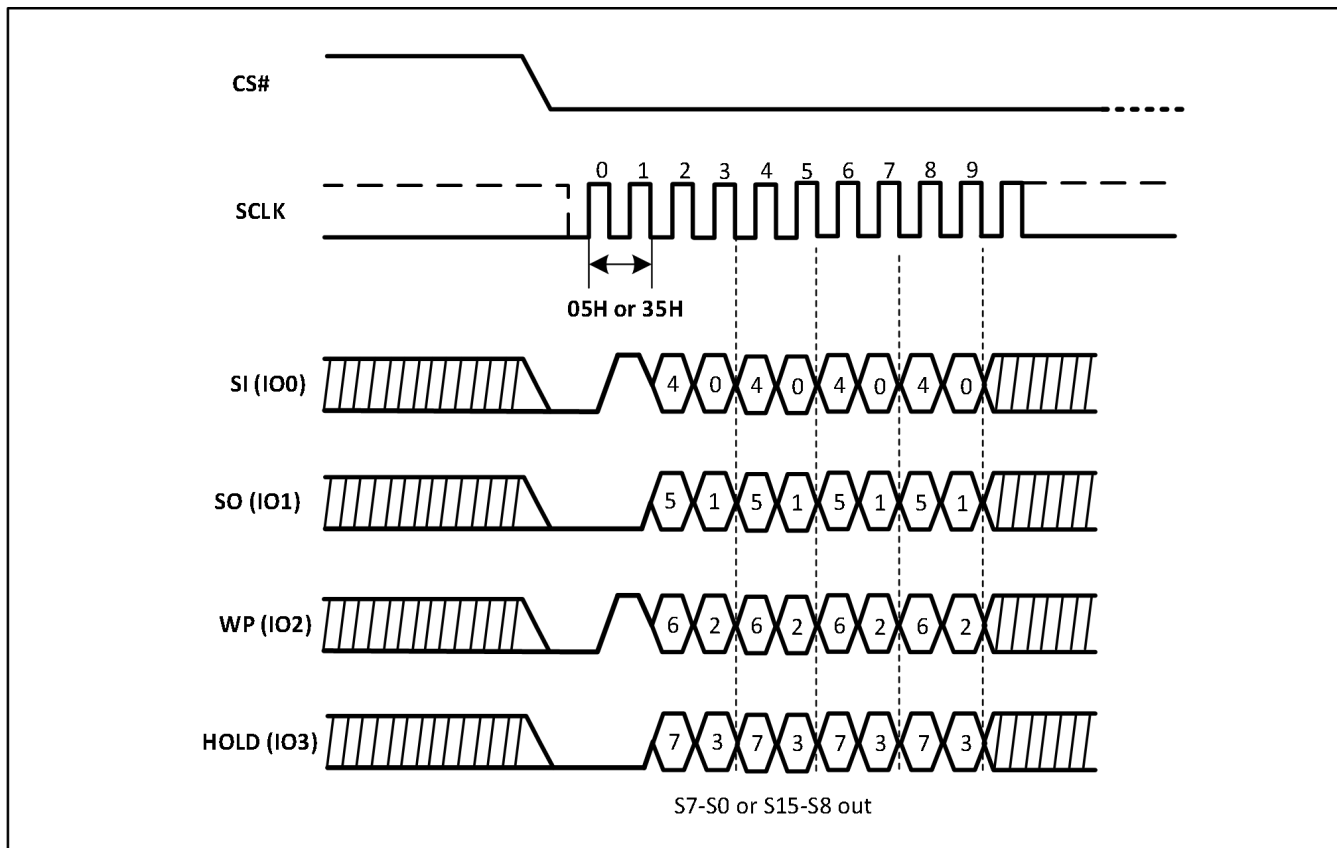 CS#
0 1 2 3 4 5 6 7 8 9
SCLK
05H or 35H
SI (IO0) 4 0 4 0 4 0 4 0
SO (IO1) 5 1 5 1 5 1 5 1
WP (IO2) 6 2 6 2 6 2 6 2
HOLD (IO3) 7 3 7 3 7 3 7 3
S7-S0 or S15-S8 out